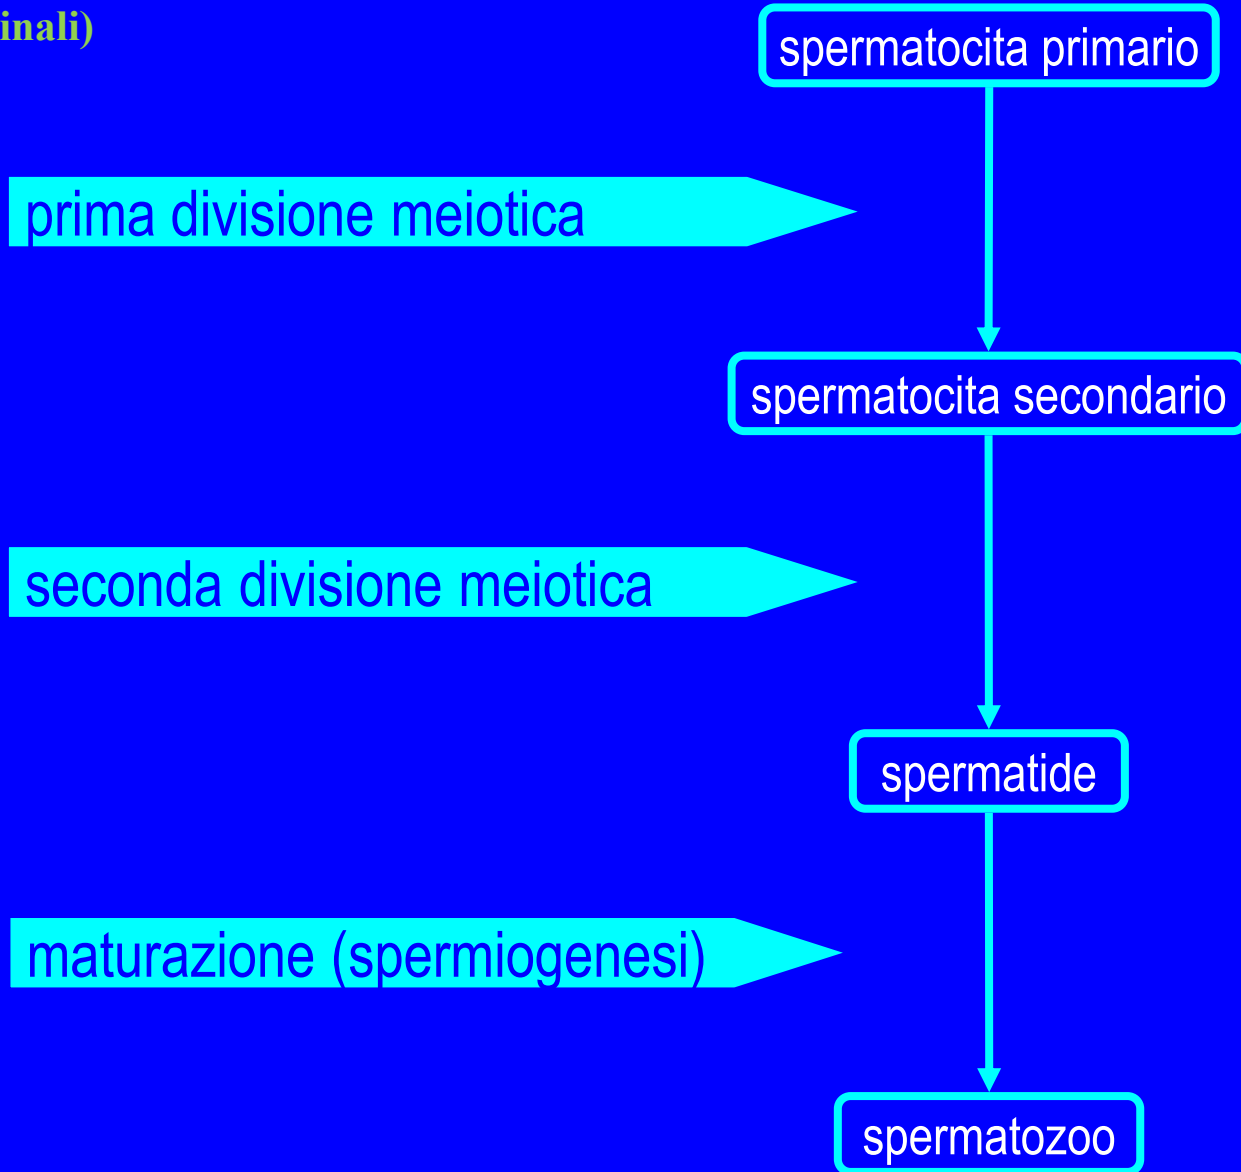 inali)
spermatocita primario
prima divisione meiotica
spermatocita secondario
seconda divisione meiotica
spermatide
maturazione (spermiogenesi)
spermatozoo